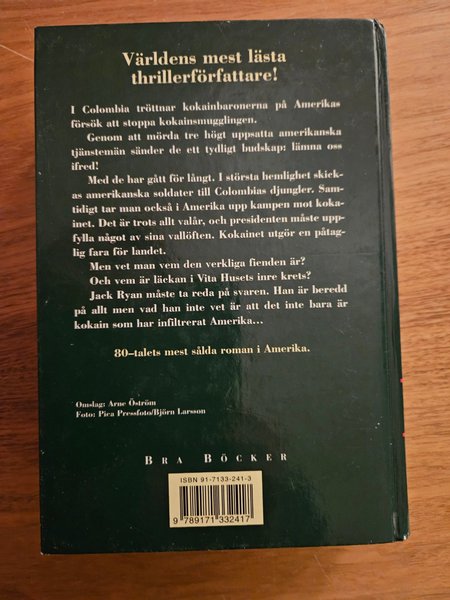 Världens mest lästa
thrillerförfattare!
I Colombia tröttnar kokainbaronerna på Amerikas
försök att stoppa kokainsmugglingen.
Genom att mörda tre högt uppsatta amerikanska
tjänstemän sänder de ett tydligt budskap: lämna oss
ifred!
Med de har gått för långt. I största hemlighet skick-
as amerikanska soldater till Colombias djungler. Sam-
tidigt tar man också i Amerika upp kampen mot koka-
inet. Det är trots allt valår, och presidenten måste upp-
fylla något av sina vallöften. Kokainet utgör en påtag-
lig fara för landet.
Men vet man vem den verkliga fienden är?
Och vem är läckan i Vita Husets inre krets?
Jack Ryan måste ta reda på svaren. Han är beredd
på allt men vad han inte vet är att det inte bara är
kokain som har infiltrerat Amerika...
80–talets mest sålda roman i Amerika.
Omslag: Arne Öström
Foto: Pica Pressfoto/Björn Larsson
BRA BÖCKER
ISBN 91-7133-241-3
9 789171 332417